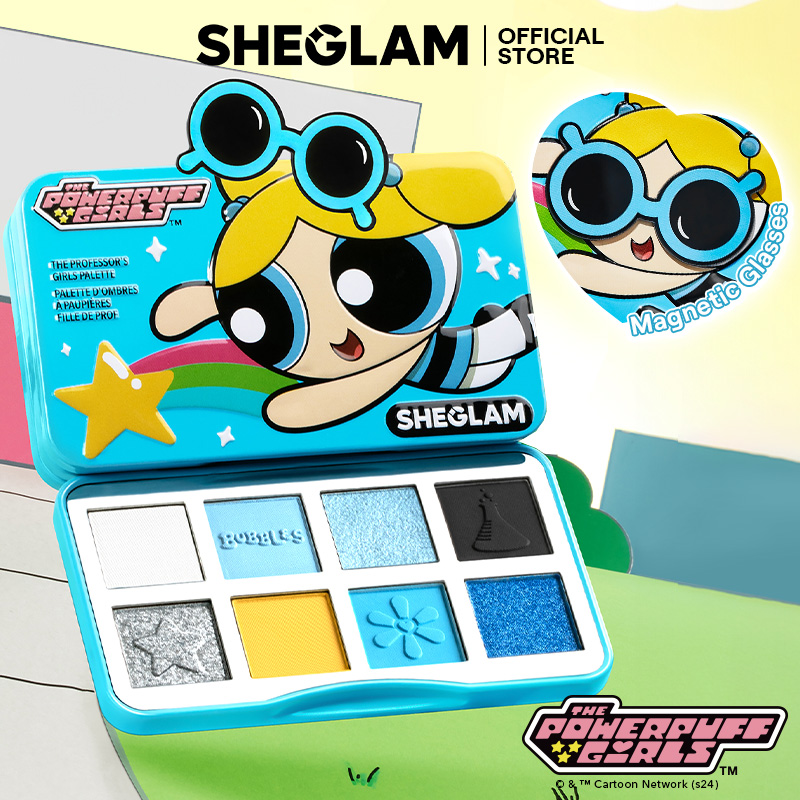 SHEGLAM
OFFICIAL
STORE
THE
POWERPUFF
GIRLS
TM
THE PROFESSOR'S
GIRLS PALETTE
PALETTE D'OMBRES
À PAUPIÈRES
FILLE DE PROF
Magnetic Glasses
SHEGLAM
BUBBLES
THE
POWERPUFF
GIRLS
TM
© & ™ Cartoon Network (s24)